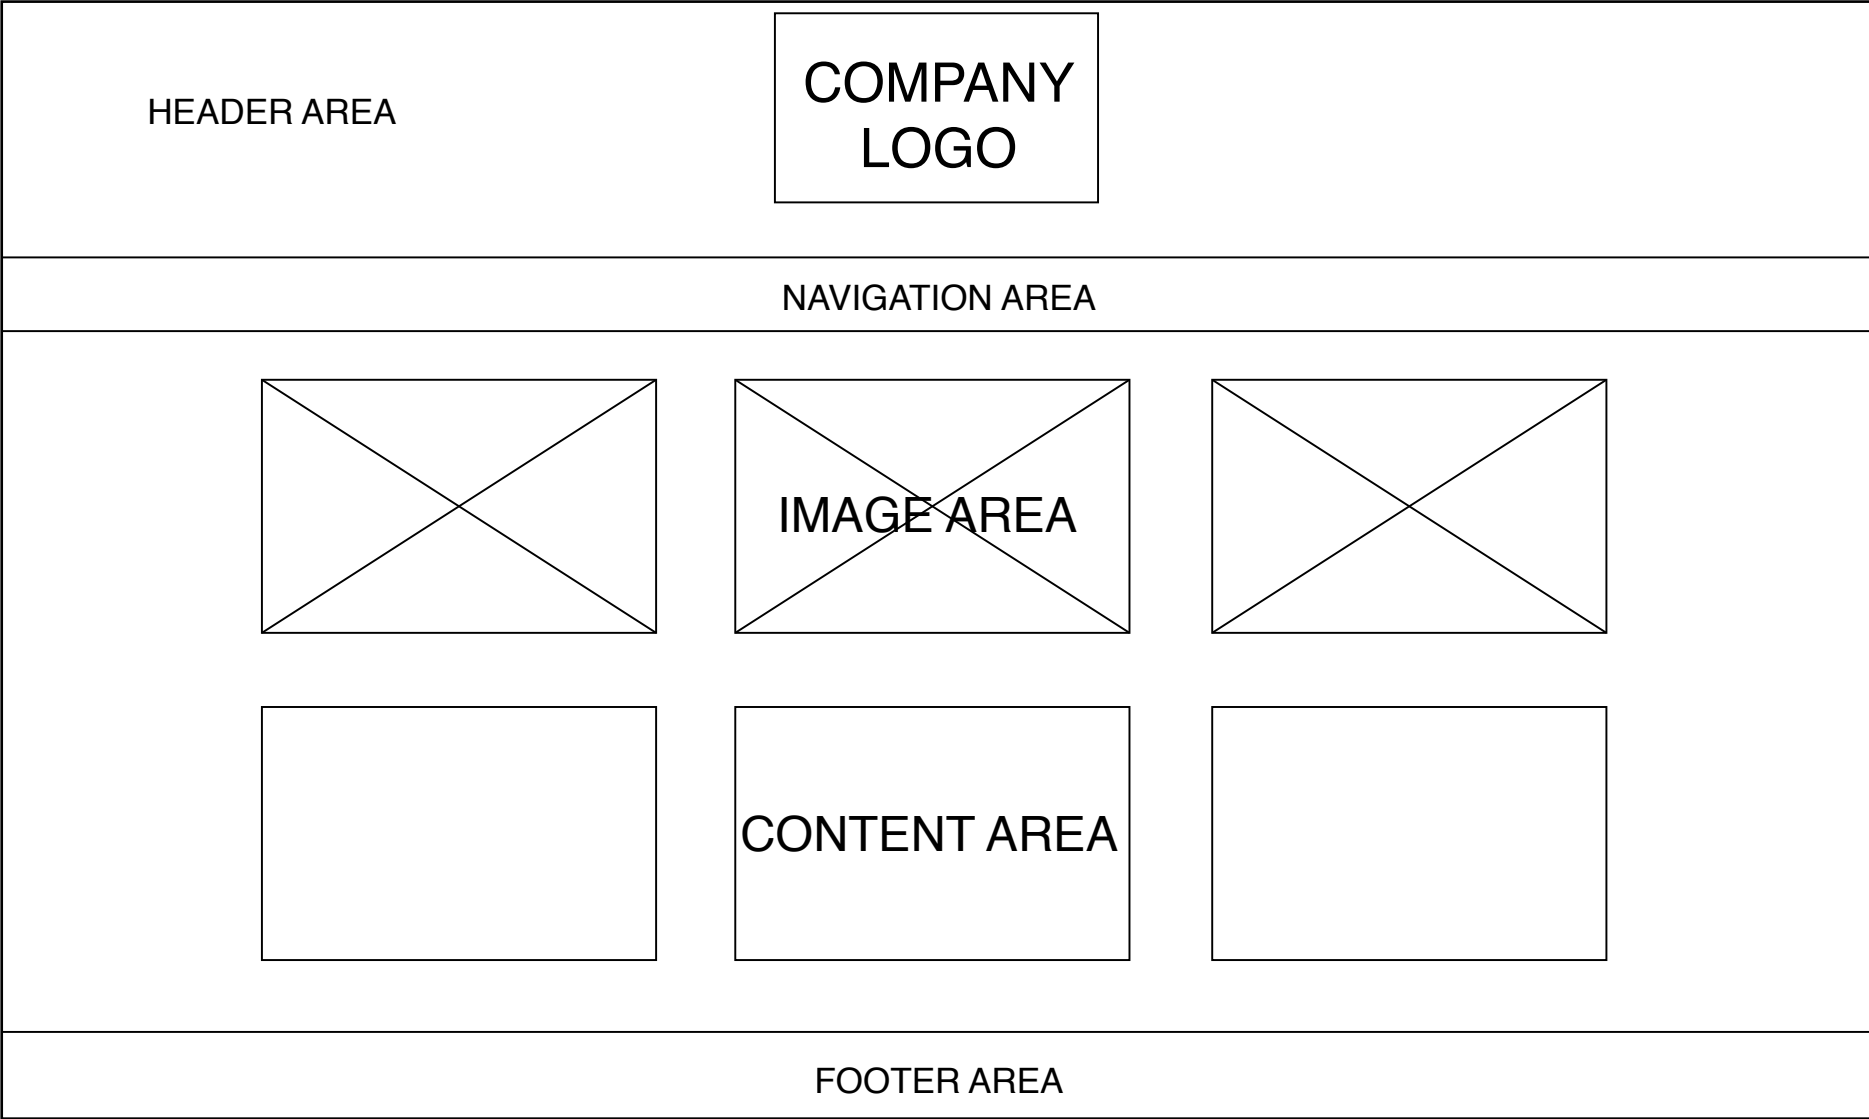 COMPANY
LOGO
HEADER AREA
NAVIGATION AREA
IMAGE AREA
CONTENT AREA
FOOTER AREA